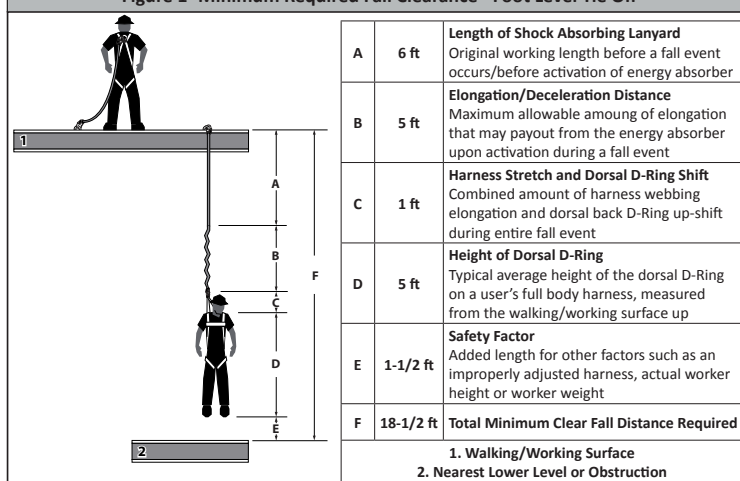 Figure 1- Minimum Required Fall Clearance - Foot Level Tie Off
1
A
B
C
D
E
F
2
A
6 ft
Length of Shock Absorbing Lanyard
Original working length before a fall event
occurs/before activation of energy absorber
B
5 ft
Elongation/Deceleration Distance
Maximum allowable amoung of elongation
that may payout from the energy absorber
upon activation during a fall event
C
1 ft
Harness Stretch and Dorsal D-Ring Shift
Combined amount of harness webbing
elongation and dorsal back D-Ring up-shift
during entire fall event
D
5 ft
Height of Dorsal D-Ring
Typical average height of the dorsal D-Ring
on a user's full body harness, measured
from the walking/working surface up
E
1-1/2 ft
Safety Factor
Added length for other factors such as an
improperly adjusted harness, actual worker
height or worker weight
F
18-1/2 ft
Total Minimum Clear Fall Distance Required
1. Walking/Working Surface
2. Nearest Lower Level or Obstruction